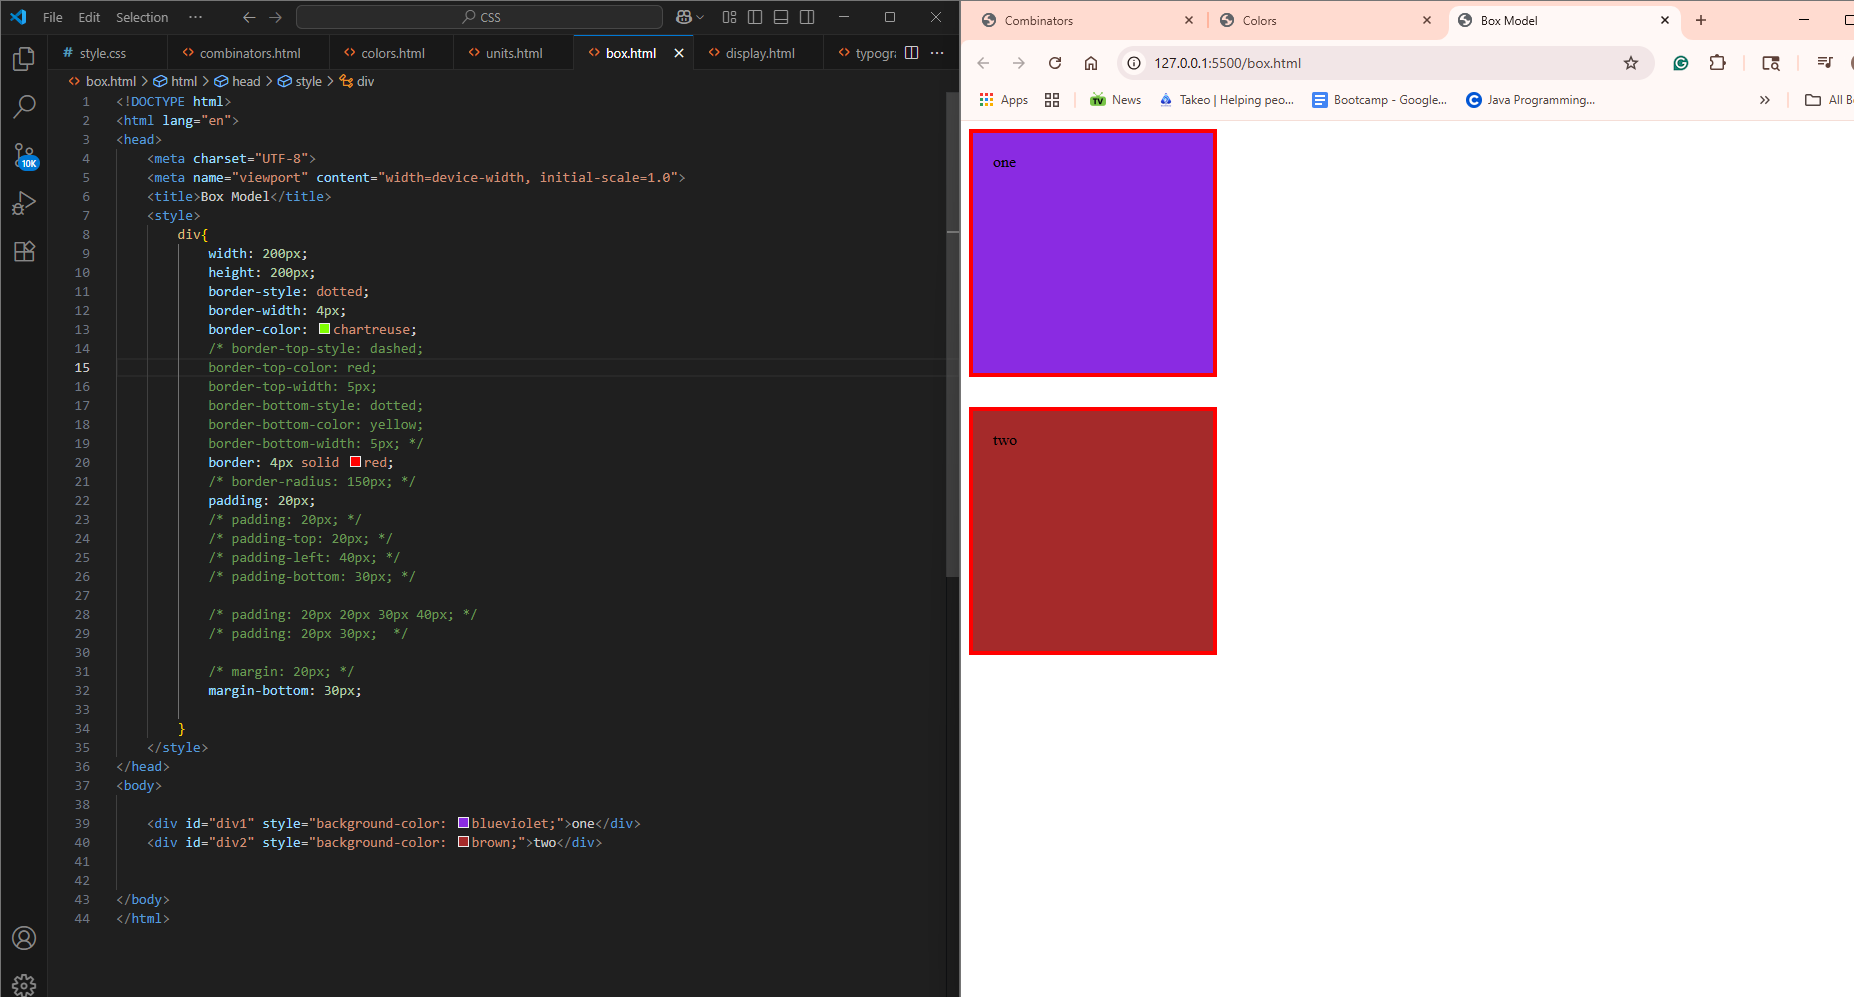 File Edit Selection ··· CSS
# style.css <> combinators.html <> colors.html <> units.html <> box.html <> display.html <> typogra
<> box.html > html > head > style > div
10K
1 <!DOCTYPE html>
2 <html lang="en">
3 <head>
4 <meta charset="UTF-8">
5 <meta name="viewport" content="width=device-width, initial-scale=1.0">
6 <title>Box Model</title>
7 <style>
8 div{
9 width: 200px;
10 height: 200px;
11 border-style: dotted;
12 border-width: 4px;
13 border-color: chartreuse;
14 /* border-top-style: dashed;
15 border-top-color: red;
16 border-top-width: 5px;
17 border-bottom-style: dotted;
18 border-bottom-color: yellow;
19 border-bottom-width: 5px; */
20 border: 4px solid red;
21 /* border-radius: 150px; */
22 padding: 20px;
23 /* padding: 20px; */
24 /* padding-top: 20px; */
25 /* padding-left: 40px; */
26 /* padding-bottom: 30px; */
27
28 /* padding: 20px 20px 30px 40px; */
29 /* padding: 20px 30px;  */
30
31 /* margin: 20px; */
32 margin-bottom: 30px;
33
34 }
35 </style>
36 </head>
37 <body>
38
39 <div id="div1" style="background-color: blueviolet;">one</div>
40 <div id="div2" style="background-color: brown;">two</div>
41
42
43 </body>
44 </html>
Combinators Colors Box Model
127.0.0.1:5500/box.html
Apps News Takeo | Helping peo... Bootcamp - Google... Java Programming... » All B
one
two